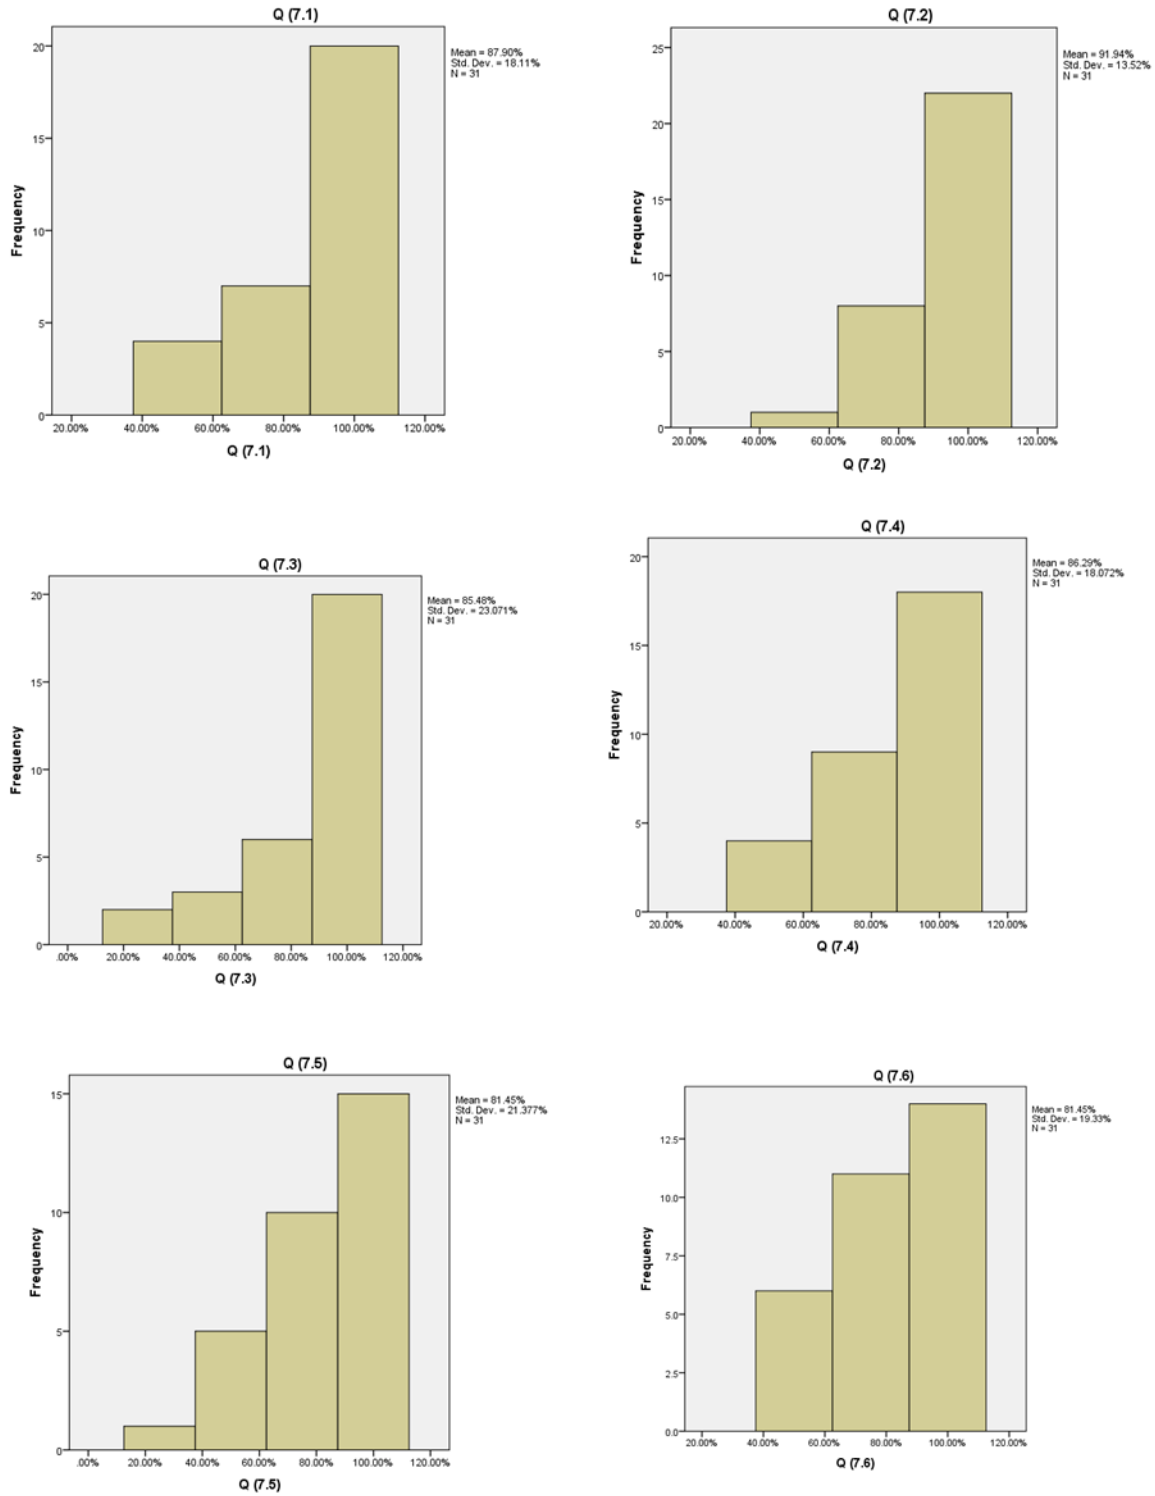 Q (7.1)
Mean = 87.90%
Std. Dev. = 18.11%
N = 31
Frequency
20
15
10
5
0
20.00% 40.00% 60.00% 80.00% 100.00% 120.00%
Q (7.1)
Q (7.2)
Mean = 91.94%
Std. Dev. = 13.52%
N = 31
Frequency
25
20
15
10
5
0
20.00% 40.00% 60.00% 80.00% 100.00% 120.00%
Q (7.2)
Q (7.3)
Mean = 85.48%
Std. Dev. = 23.071%
N = 31
Frequency
20
15
10
5
0
.00% 20.00% 40.00% 60.00% 80.00% 100.00% 120.00%
Q (7.3)
Q (7.4)
Mean = 86.29%
Std. Dev. = 18.072%
N = 31
Frequency
20
15
10
5
0
20.00% 40.00% 60.00% 80.00% 100.00% 120.00%
Q (7.4)
Q (7.5)
Mean = 81.45%
Std. Dev. = 21.377%
N = 31
Frequency
15
10
5
0
.00% 20.00% 40.00% 60.00% 80.00% 100.00% 120.00%
Q (7.5)
Q (7.6)
Mean = 81.45%
Std. Dev. = 19.33%
N = 31
Frequency
12.5
10.0
7.5
5.0
2.5
0.0
20.00% 40.00% 60.00% 80.00% 100.00% 120.00%
Q (7.6)